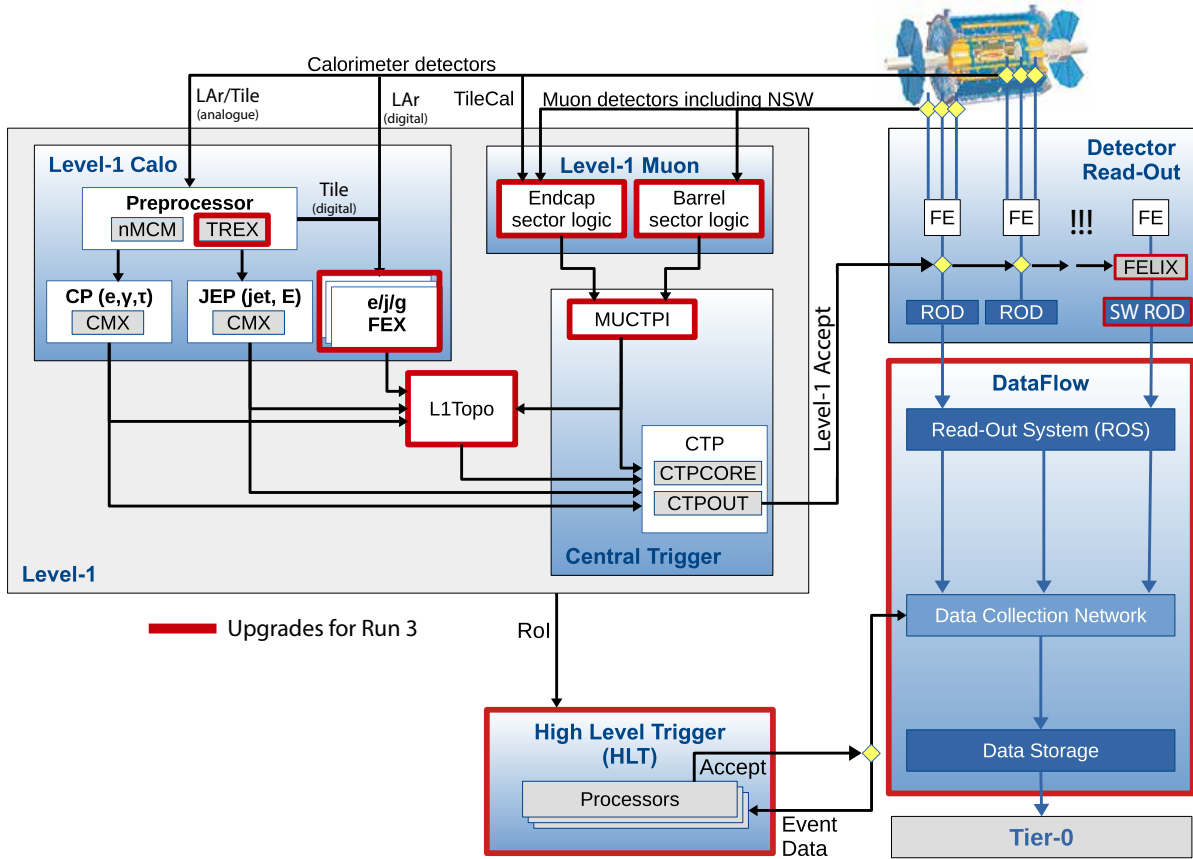 Calorimeter detectors
LAr/Tile
(analogue)
LAr
(digital)
TileCal
Muon detectors including NSW
Level-1 Calo
Preprocessor
nMCM
TREX
Tile
(digital)
CP (e,γ,τ)
CMX
JEP (jet, E)
CMX
e/j/g
FEX
Level-1 Muon
Endcap
sector logic
Barrel
sector logic
MUCTPI
L1Topo
CTP
CTPCORE
CTPOUT
Central Trigger
Level-1
Level-1 Accept
Detector
Read-Out
FE
FE
!!!
FE
FELIX
ROD
ROD
SW ROD
DataFlow
Read-Out System (ROS)
Data Collection Network
Data Storage
Tier-0
Upgrades for Run 3
RoI
High Level Trigger
(HLT)
Accept
Processors
Event
Data